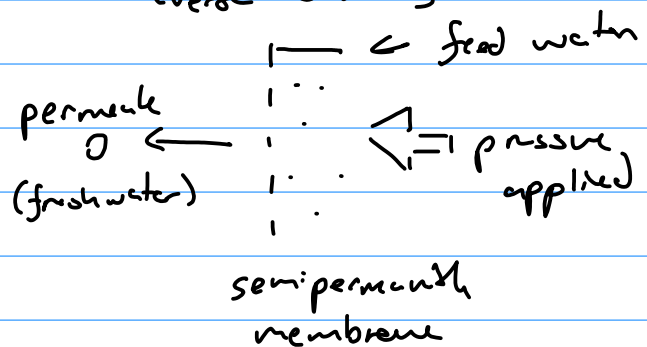 feed water
permeate
(freshwater)
pressure
applied
semipermeable
membrane